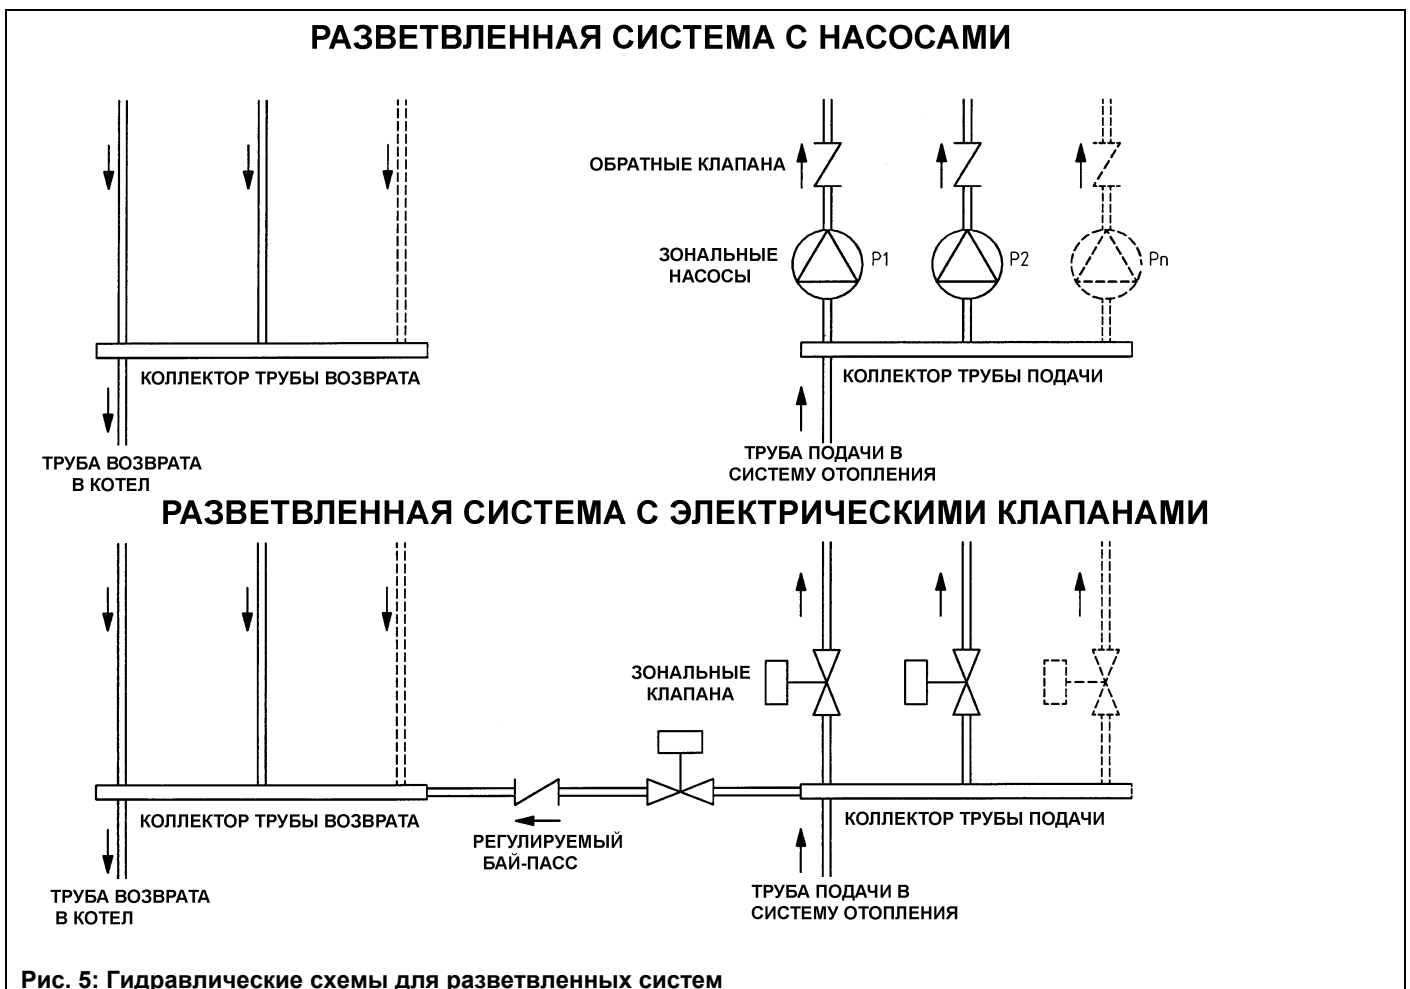 РАЗВЕТВЛЕННАЯ СИСТЕМА С НАСОСАМИ
ОБРАТНЫЕ КЛАПАНА
ЗОНАЛЬНЫЕ
НАСОСЫ
P1
P2
Pn
КОЛЛЕКТОР ТРУБЫ ВОЗВРАТА
КОЛЛЕКТОР ТРУБЫ ПОДАЧИ
ТРУБА ВОЗВРАТА
В КОТЕЛ
ТРУБА ПОДАЧИ В
СИСТЕМУ ОТОПЛЕНИЯ
РАЗВЕТВЛЕННАЯ СИСТЕМА С ЭЛЕКТРИЧЕСКИМИ КЛАПАНАМИ
ЗОНАЛЬНЫЕ
КЛАПАНА
КОЛЛЕКТОР ТРУБЫ ВОЗВРАТА
РЕГУЛИРУЕМЫЙ
БАЙ-ПАСС
КОЛЛЕКТОР ТРУБЫ ПОДАЧИ
ТРУБА ВОЗВРАТА
В КОТЕЛ
ТРУБА ПОДАЧИ В
СИСТЕМУ ОТОПЛЕНИЯ
Рис. 5: Гидравлические схемы для разветвленных систем